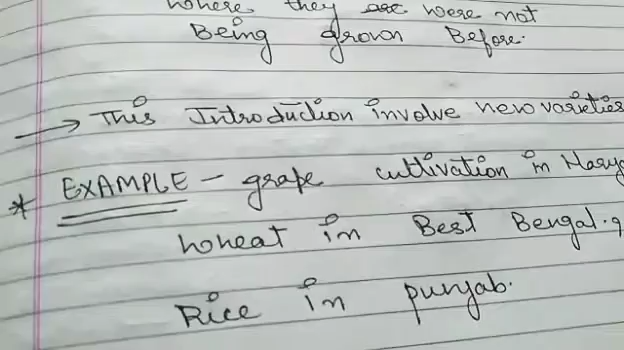 where they are were not
Being grown Before.
→ This Introduction involve new varieties
* EXAMPLE - grape cultivation in Harya
wheat in Best Bengal.
Rice in punjab.